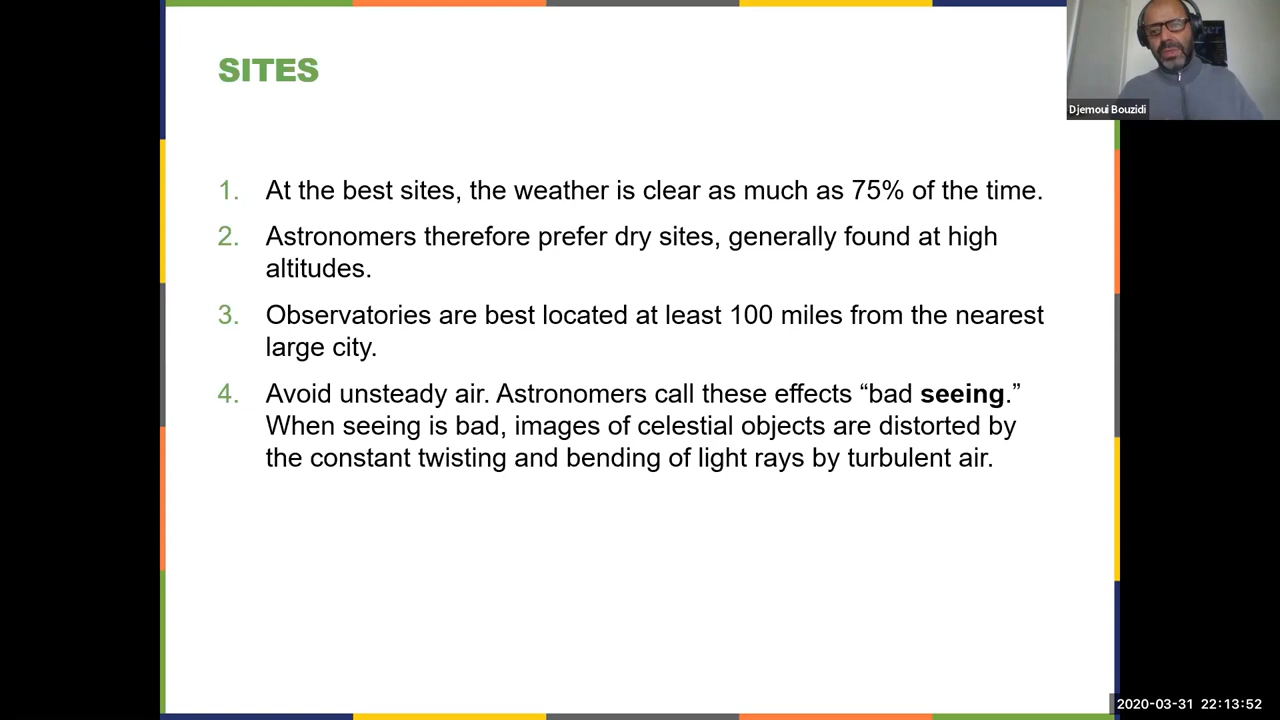 SITES
1. At the best sites, the weather is clear as much as 75% of the time.
2. Astronomers therefore prefer dry sites, generally found at high
altitudes.
3. Observatories are best located at least 100 miles from the nearest
large city.
4. Avoid unsteady air. Astronomers call these effects “bad seeing.”
When seeing is bad, images of celestial objects are distorted by
the constant twisting and bending of light rays by turbulent air.
Djemoui Bouzidi
2020-03-31 22:13:52